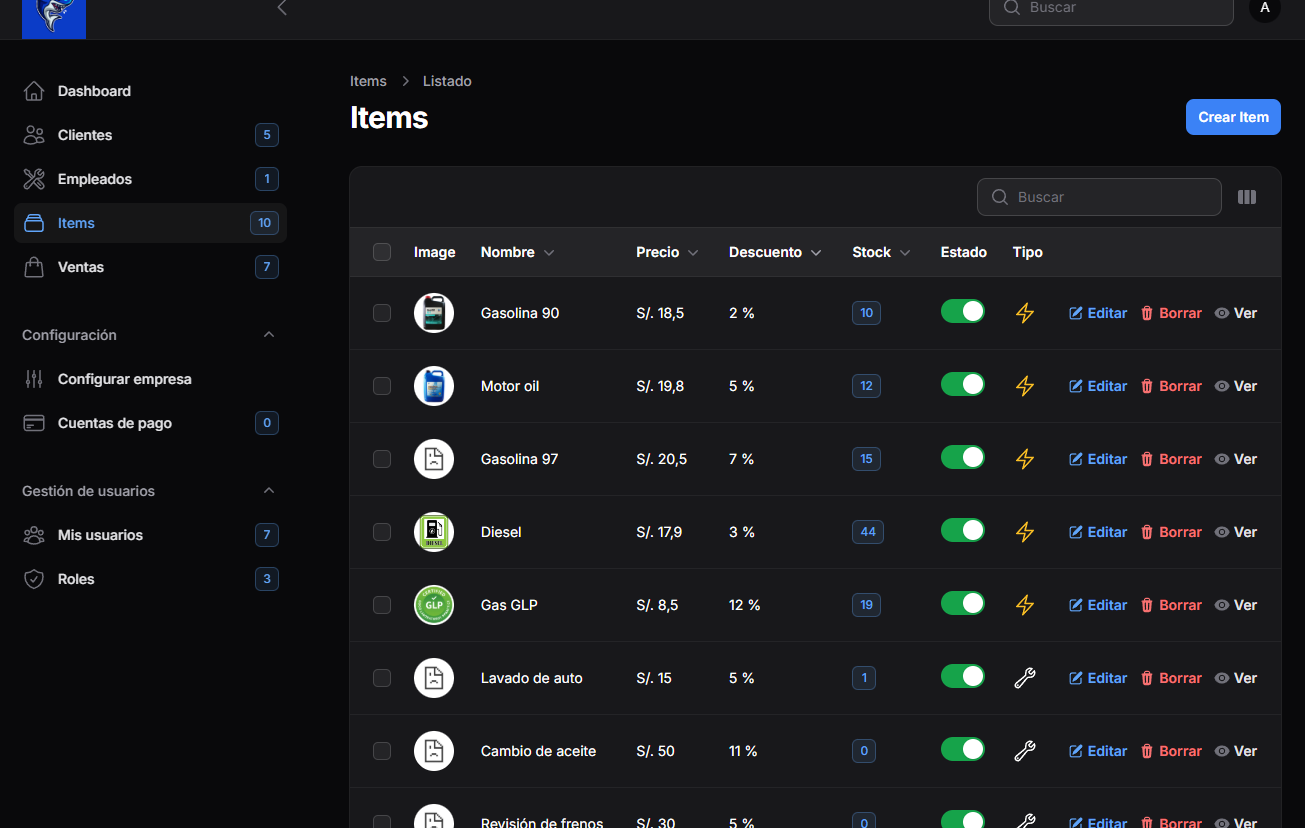 Buscar
A
Dashboard
Clientes 5
Empleados 1
Items 10
Ventas 7
Configuración
Configurar empresa
Cuentas de pago 0
Gestión de usuarios
Mis usuarios 7
Roles 3
Items Listado
Items
Crear Item
Buscar
Image Nombre Precio Descuento Stock Estado Tipo
Gasolina 90 S/. 18,5 2 % 10 Editar Borrar Ver
Motor oil S/. 19,8 5 % 12 Editar Borrar Ver
Gasolina 97 S/. 20,5 7 % 15 Editar Borrar Ver
DIESEL
Diesel S/. 17,9 3 % 44 Editar Borrar Ver
GLP
Gas GLP S/. 8,5 12 % 19 Editar Borrar Ver
Lavado de auto S/. 15 5 % 1 Editar Borrar Ver
Cambio de aceite S/. 50 11 % 0 Editar Borrar Ver
Revisión de frenos S/. 30 5 % 0 Editar Borrar Ver